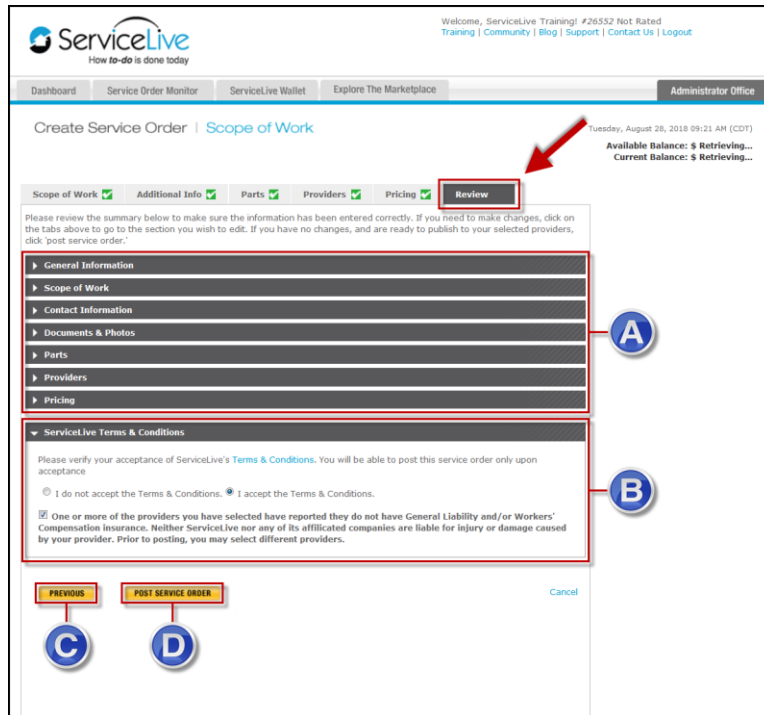 Welcome, ServiceLive Training! #26552 Not Rated
Training | Community | Blog | Support | Contact Us | Logout
ServiceLive
How to-do is done today
Dashboard
Service Order Monitor
ServiceLive Wallet
Explore The Marketplace
Administrator Office
Create Service Order | Scope of Work
Tuesday, August 28, 2018 09:21 AM (CDT)
Available Balance: $ Retrieving...
Current Balance: $ Retrieving...
Scope of Work
Additional Info
Parts
Providers
Pricing
Review
Please review the summary below to make sure the information has been entered correctly. If you need to make changes, click on
the tabs above to go to the section you wish to edit. If you have no changes, and are ready to publish to your selected providers,
click 'post service order.'
General Information
Scope of Work
Contact Information
Documents & Photos
Parts
Providers
Pricing
A
ServiceLive Terms & Conditions
Please verify your acceptance of ServiceLive's Terms & Conditions. You will be able to post this service order only upon
acceptance
I do not accept the Terms & Conditions. I accept the Terms & Conditions.
One or more of the providers you have selected have reported they do not have General Liability and/or Workers'
Compensation insurance. Neither ServiceLive nor any of its affilicated companies are liable for injury or damage caused
by your provider. Prior to posting, you may select different providers.
B
PREVIOUS
POST SERVICE ORDER
Cancel
C
D